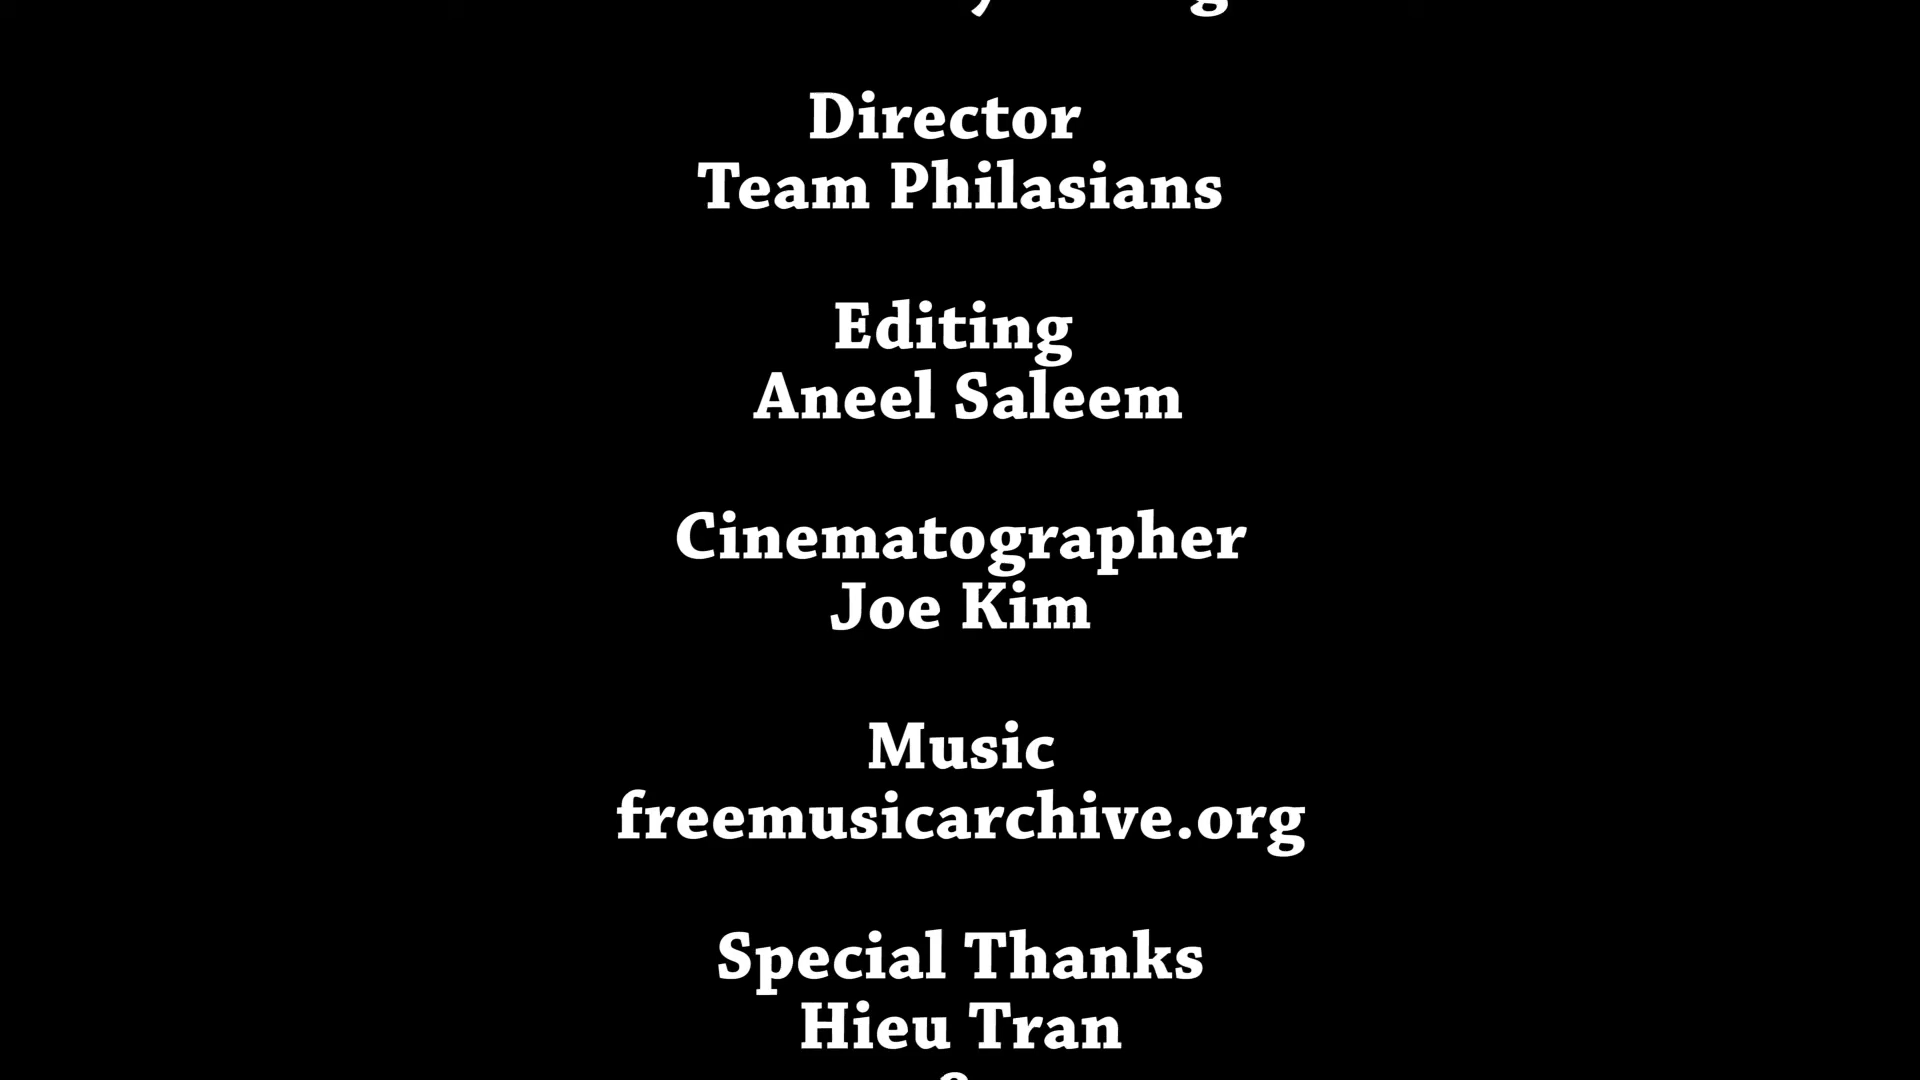 Director
Team Philasians
Editing
Aneel Saleem
Cinematographer
Joe Kim
Music
freemusicarchive.org
Special Thanks
Hieu Tran